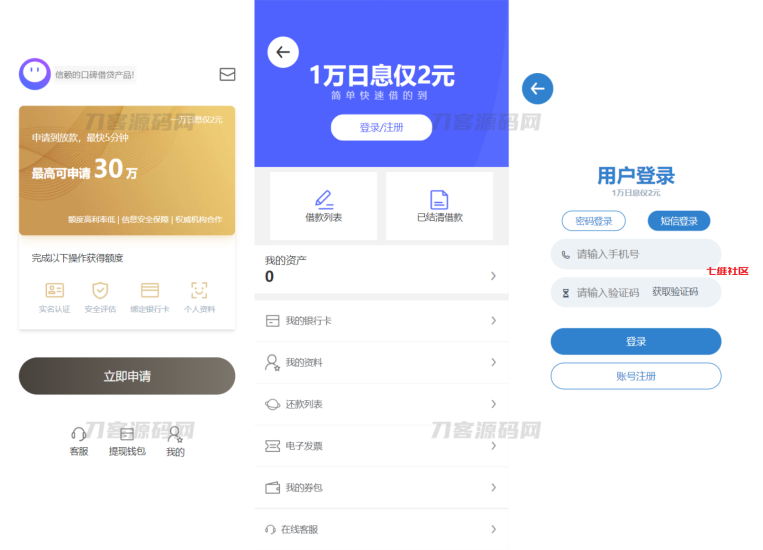 信赖的口碑借贷产品!
一万日息仅2元
申请到放款，最快5分钟
最高可申请 30 万
额度高利率低 | 信息安全保障 | 权威机构合作
完成以下操作获得额度
实名认证 安全评估 绑定银行卡 个人资料
立即申请
刀客源码网
客服 提现钱包 我的
1万日息仅2元
简单快速借的到
登录/注册
借款列表 已结清借款
我的资产
0
我的银行卡
我的资料
还款列表
电子发票
我的券包
在线客服
刀客源码网
刀客源码网
刀客源码网
用户登录
1万日息仅2元
密码登录 短信登录
请输入手机号
七维社区
请输入验证码 获取验证码
登录
账号注册